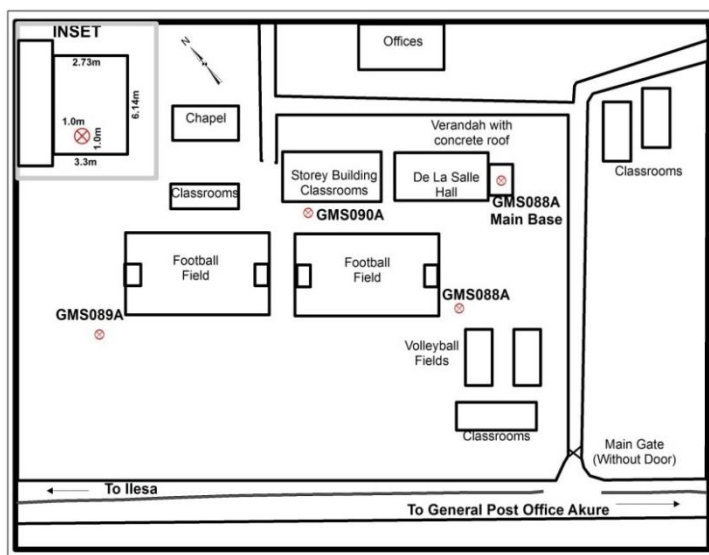 INSET
2.73m
6.14m
1.0m
1.0m
3.3m
N
Offices
Chapel
Verandah with
concrete roof
Classrooms
Storey Building
Classrooms
De La Salle
Hall
Classrooms
GMS090A
GMS088A
Main Base
Football
Field
Football
Field
GMS089A
GMS088A
Volleyball
Fields
Classrooms
Main Gate
(Without Door)
To Ilesa
To General Post Office Akure